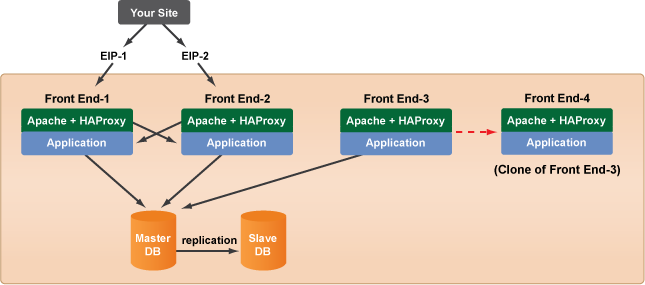 Your Site
EIP-1
EIP-2
Front End-1
Front End-2
Front End-3
Front End-4
Apache + HAProxy
Apache + HAProxy
Apache + HAProxy
Apache + HAProxy
Application
Application
Application
Application
(Clone of Front End-3)
Master
DB
replication
Slave
DB